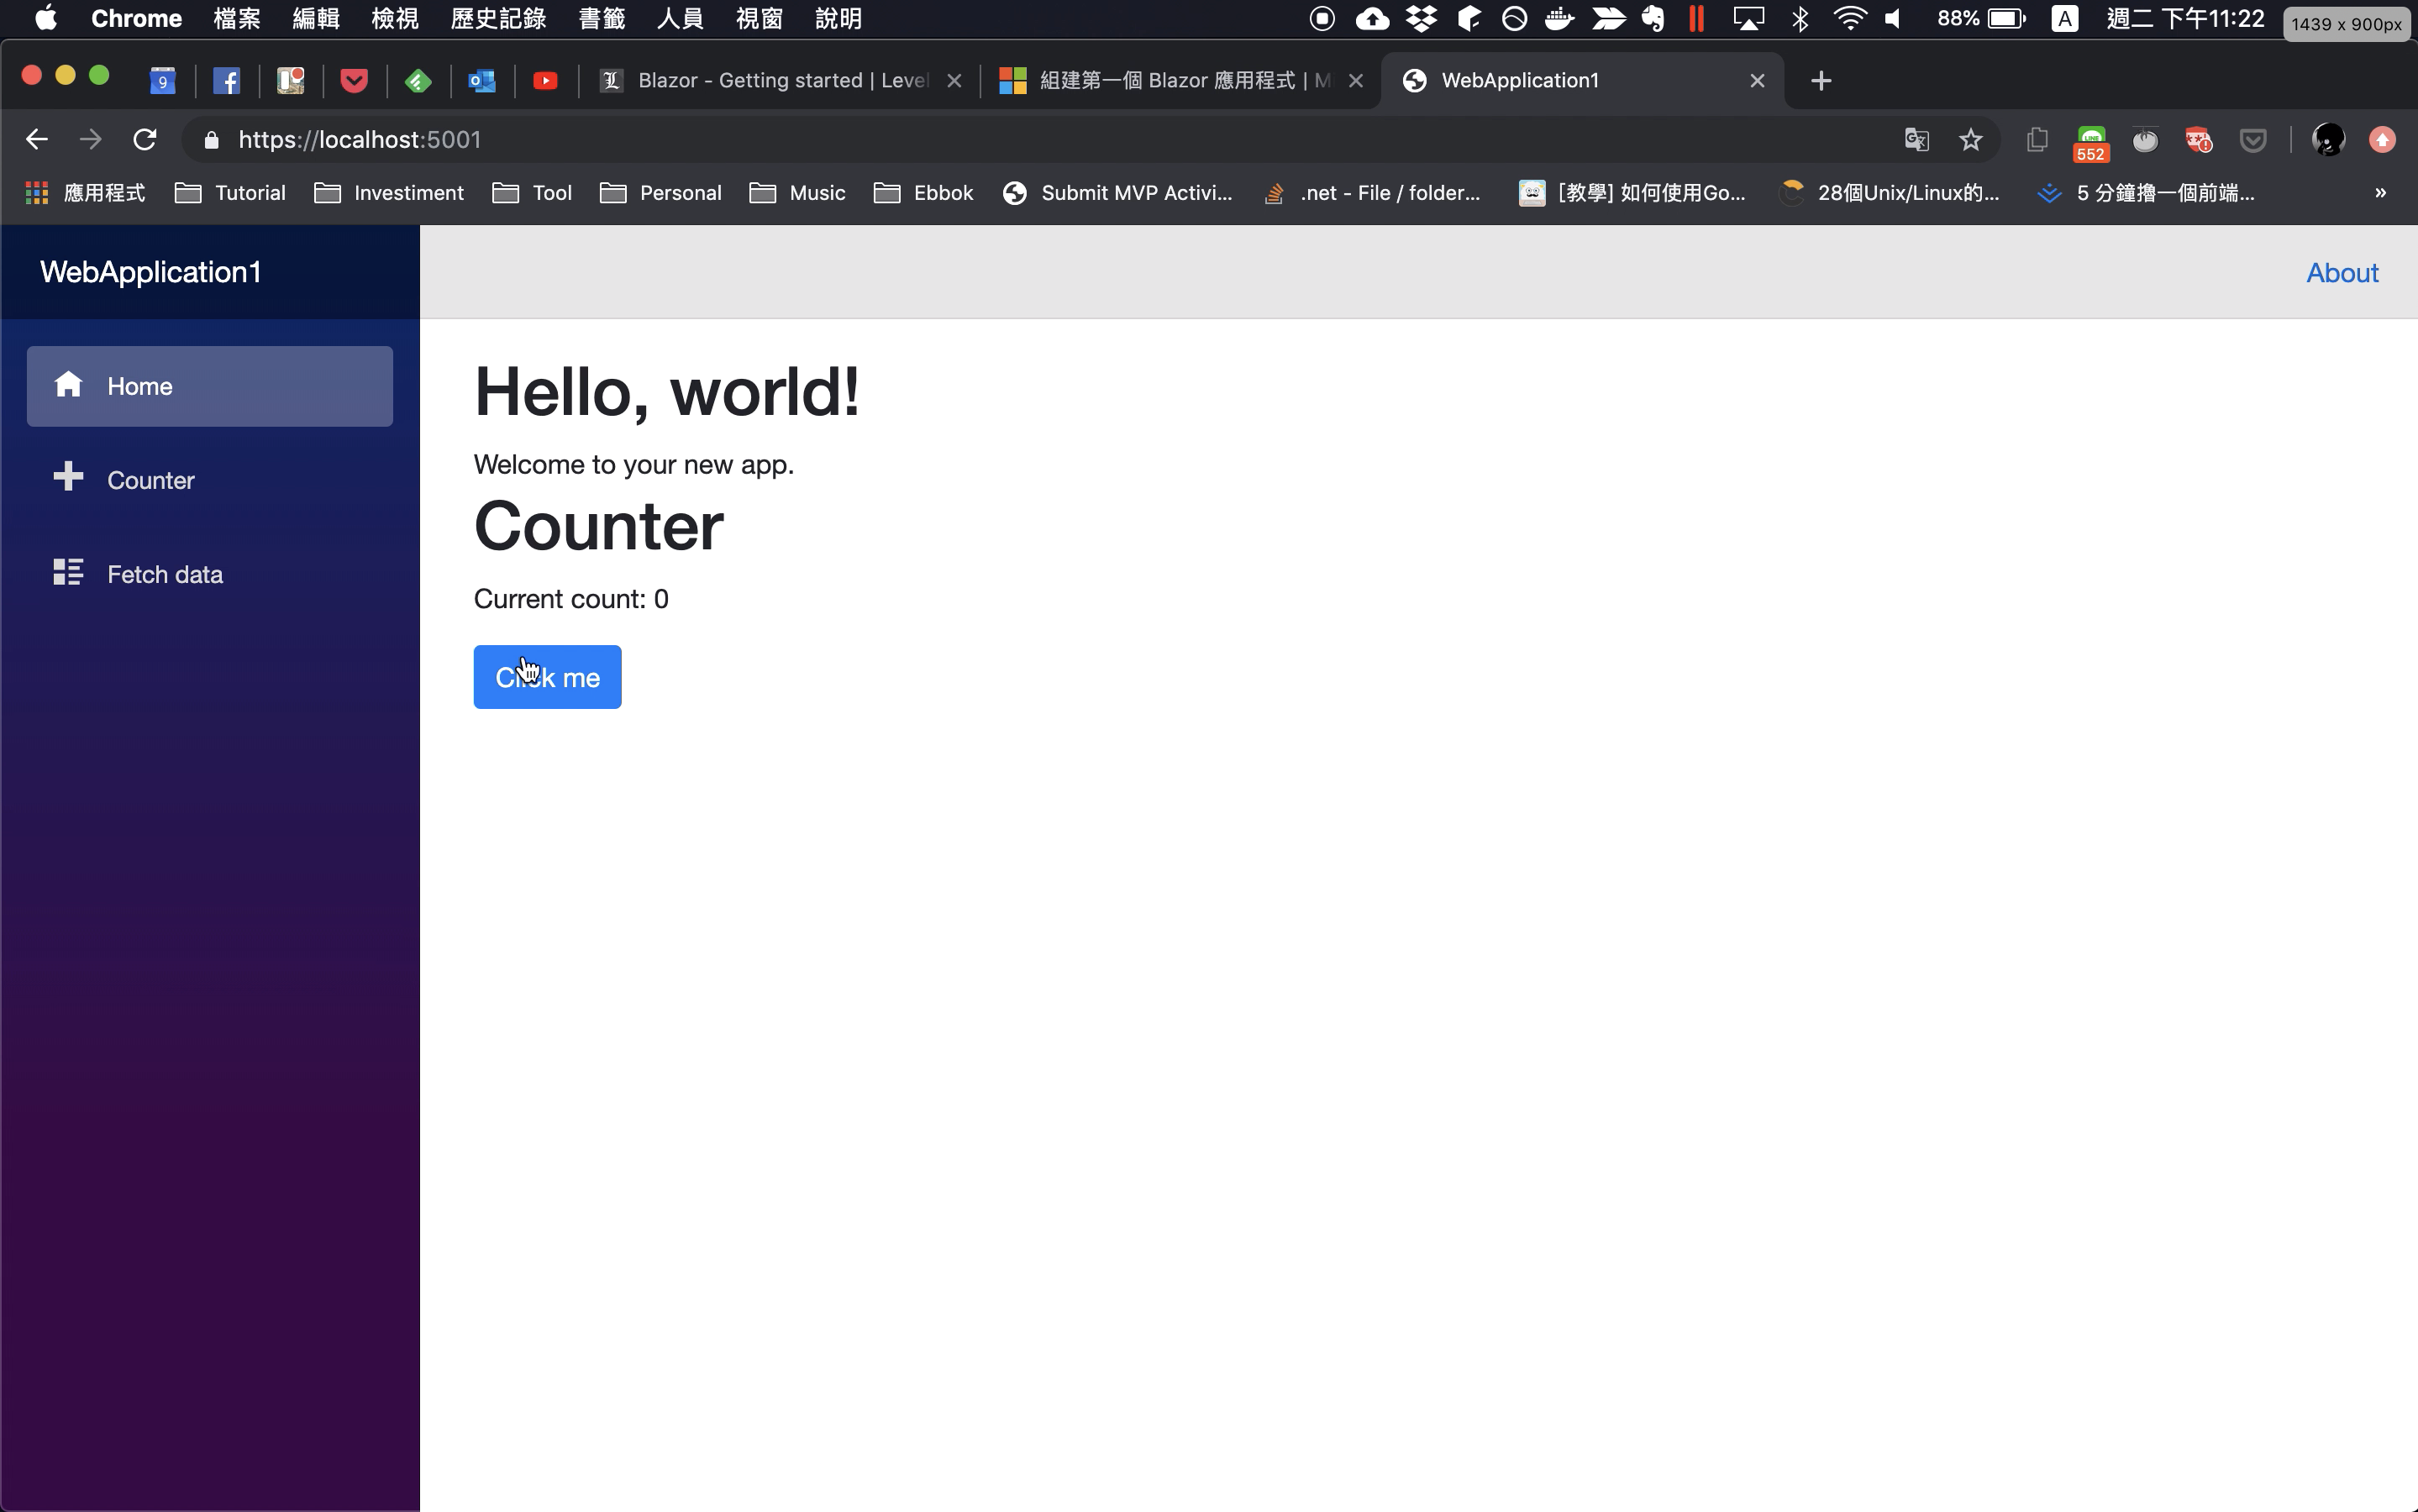 Chrome 檔案 編輯 檢視 歷史記錄 書籤 人員 視窗 說明 88% A 週二 下午11:22 1439 x 900px
9 Blazor - Getting started | Level 組建第一個 Blazor 應用程式 | M WebApplication1
https://localhost:5001 LINE 552
應用程式 Tutorial Investiment Tool Personal Music Ebbok Submit MVP Activi... .net - File / folder... [教學] 如何使用Go... 28個Unix/Linux的... 5 分鐘擼一個前端... »
WebApplication1 About
Home
Counter
Fetch data
Hello, world!
Welcome to your new app.
Counter
Current count: 0
Click me